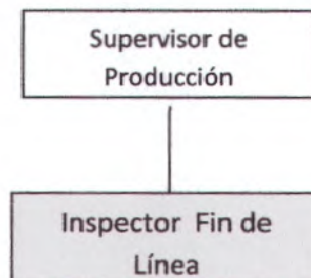 Supervisor de
Producción
Inspector Fin de
Línea